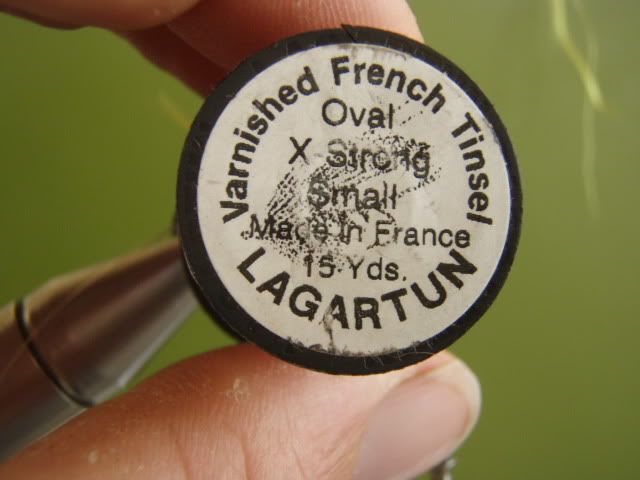 Varnished French Tinsel
Oval
X-Strong
Small
Made in France
15 Yds.
LAGARTUN